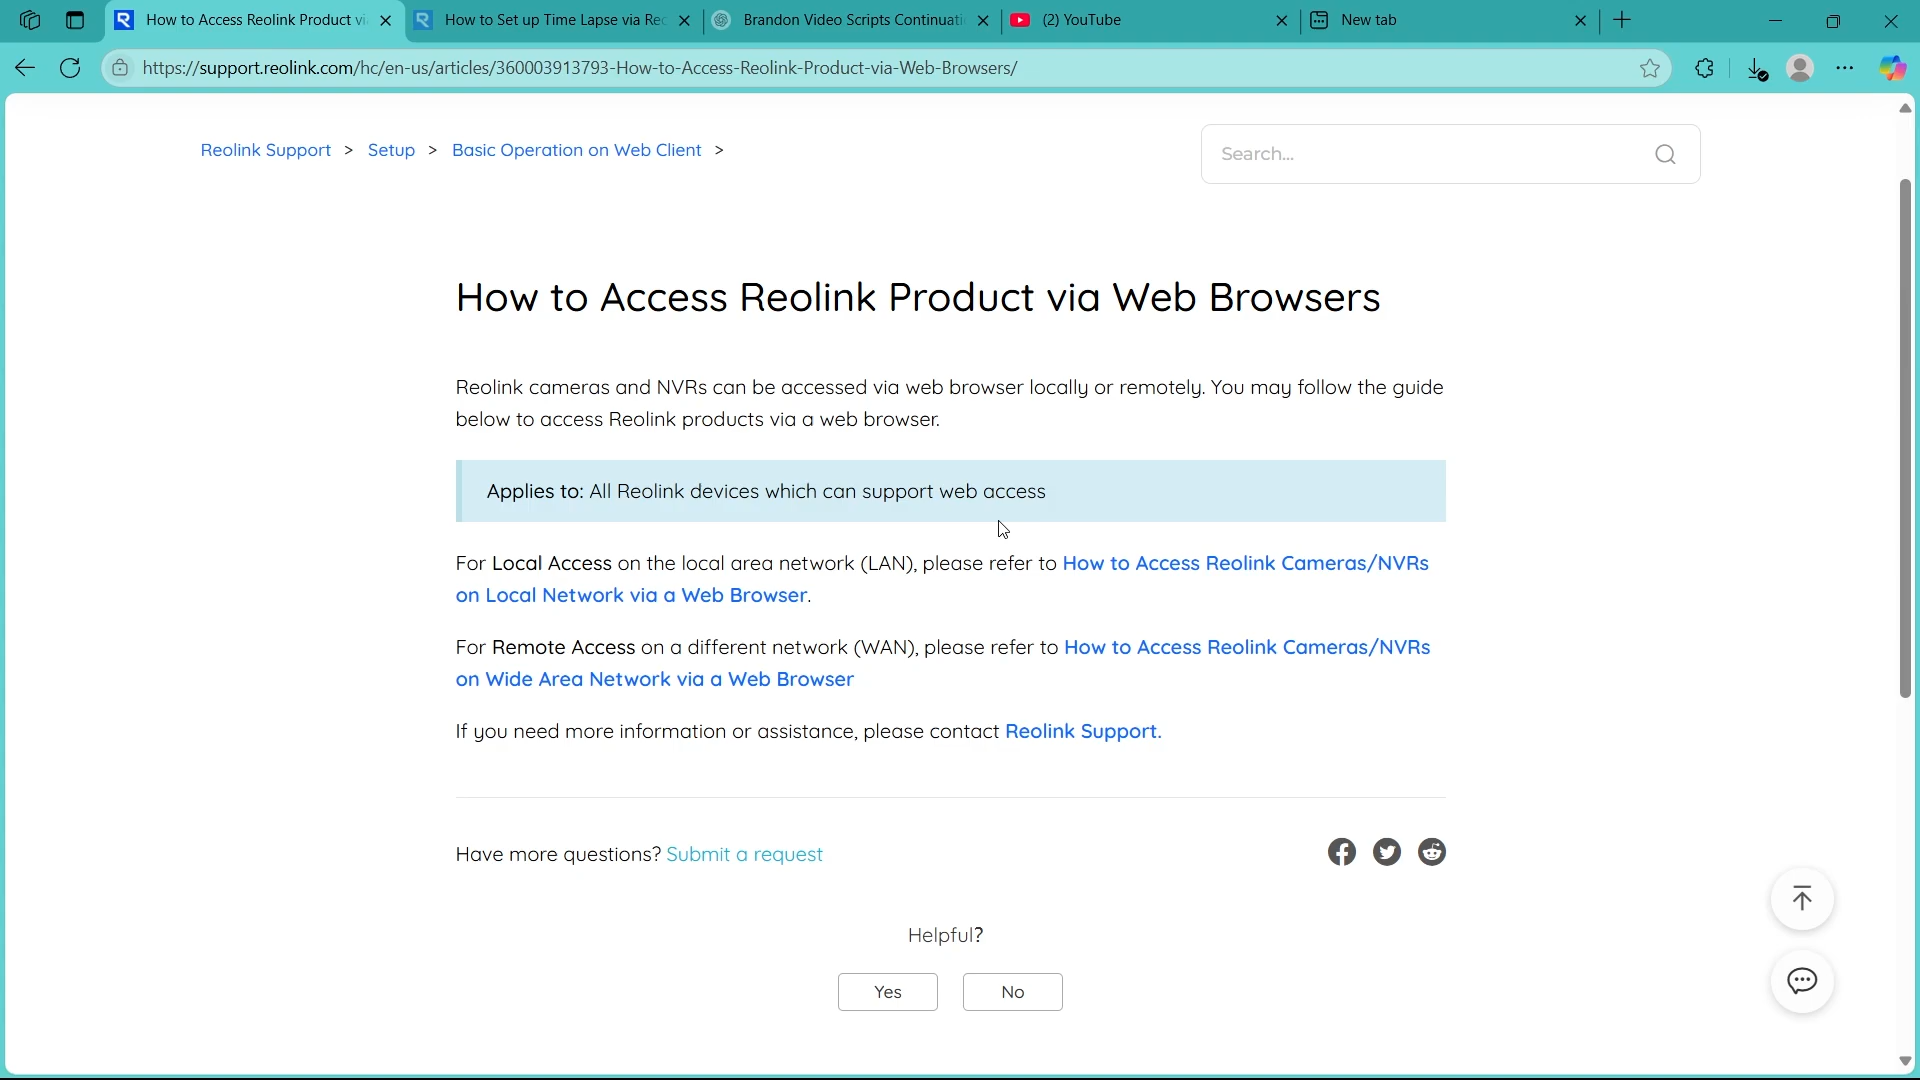 How to Access Reolink Product vi
How to Set up Time Lapse via Reo
Brandon Video Scripts Continuati
(2) YouTube
New tab
https://support.reolink.com/hc/en-us/articles/360003913793-How-to-Access-Reolink-Product-via-Web-Browsers/
Reolink Support > Setup > Basic Operation on Web Client >
Search...
How to Access Reolink Product via Web Browsers
Reolink cameras and NVRs can be accessed via web browser locally or remotely. You may follow the guide
below to access Reolink products via a web browser.
Applies to: All Reolink devices which can support web access
For Local Access on the local area network (LAN), please refer to How to Access Reolink Cameras/NVRs
on Local Network via a Web Browser.
For Remote Access on a different network (WAN), please refer to How to Access Reolink Cameras/NVRs
on Wide Area Network via a Web Browser
If you need more information or assistance, please contact Reolink Support.
Have more questions? Submit a request
Helpful?
Yes
No